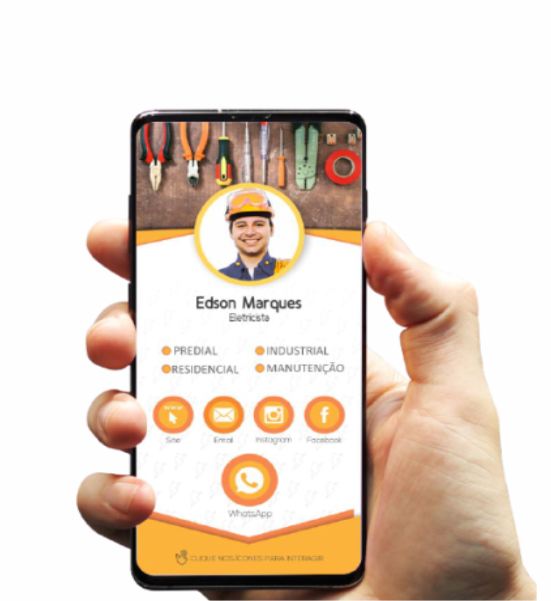 Edson Marques
Eletricista
PREDIAL
INDUSTRIAL
RESIDENCIAL
MANUTENÇÃO
www
Site
Email
Instagram
Facebook
WhatsApp
CLIQUE NOS ÍCONES PARA INTERAGIR